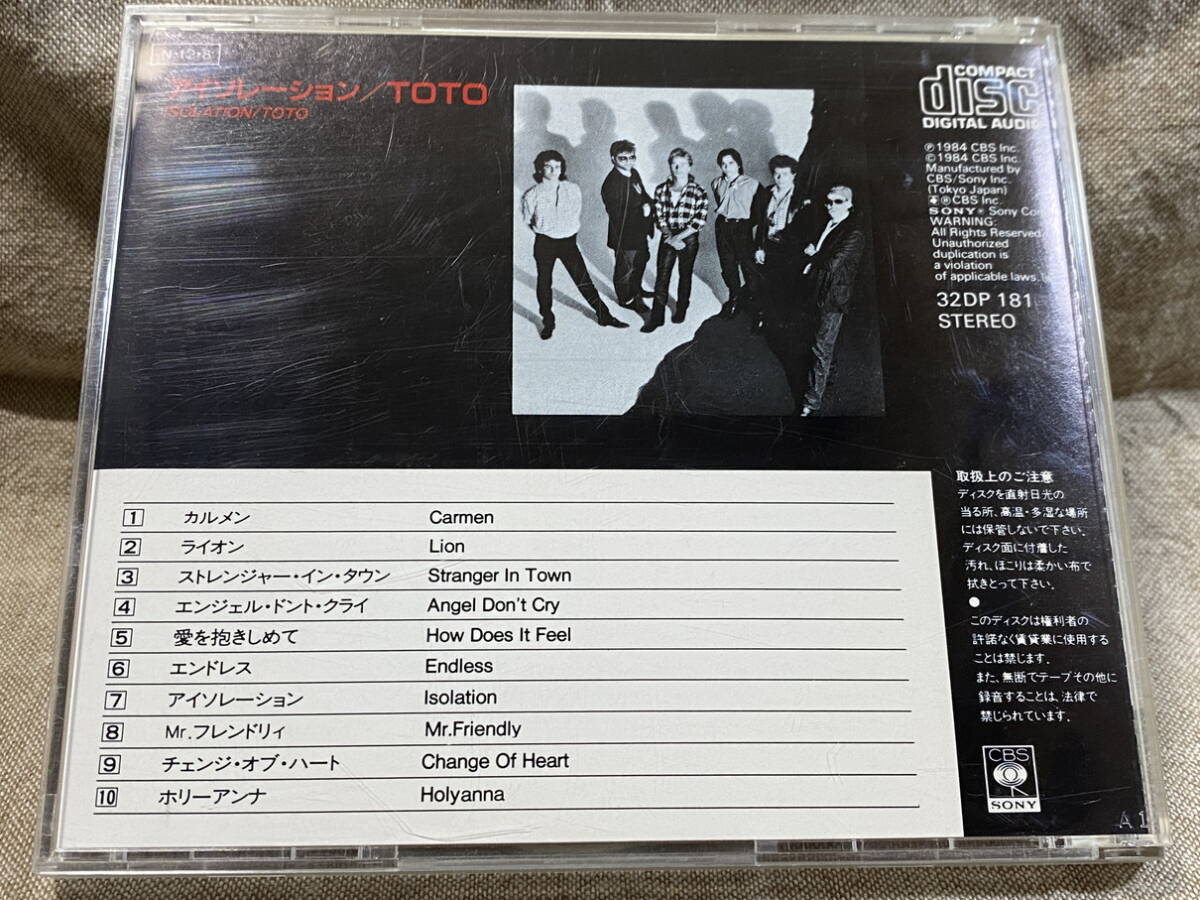 N·12·8
アイソレーション／TOTO
ISOLATION/TOTO
COMPACT
disc
DIGITAL AUDIO
Ⓟ1984 CBS Inc.
©1984 CBS Inc.
Manufactured by
CBS/Sony Inc.
(Tokyo Japan)
®CBS Inc.
SONY® Sony
WARNING:
All Rights Reserved.
Unauthorized
duplication is
a violation
of applicable laws.
32DP 181
STEREO
1 カルメン Carmen
2 ライオン Lion
3 ストレンジャー・イン・タウン Stranger In Town
4 エンジェル・ドント・クライ Angel Don't Cry
5 愛を抱きしめて How Does It Feel
6 エンドレス Endless
7 アイソレーション Isolation
8 Mr.フレンドリィ Mr.Friendly
9 チェンジ・オブ・ハート Change Of Heart
10 ホリーアンナ Holyanna
取扱上のご注意
ディスクを直射日光の
当る所、高温・多湿な場所
には保管しないで下さい。
ディスク面に付着した
汚れ、ほこりは柔かい布で
拭きとって下さい。
●
このディスクは権利者の
許諾なく賃貸業に使用する
ことは禁じます。
また、無断でテープその他に
録音することは、法律で
禁じられています。
CBS
SONY
A1